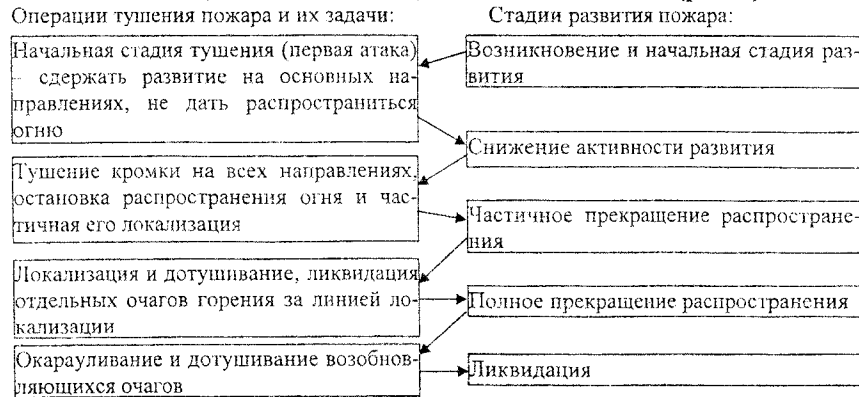 Операции тушения пожара и их задачи:
Начальная стадия тушения (первая атака)
– сдержать развитие на основных на-
правлениях, не дать распространиться
огню
Тушение кромки на всех направлениях,
остановка распространения огня и час-
тичная его локализация
Локализация и дотушивание, ликвидация
отдельных очагов горения за линией ло-
кализации
Окарауливание и дотушивание возобнов-
ляющихся очагов
Стадии развития пожара:
Возникновение и начальная стадия раз-
вития
Снижение активности развития
Частичное прекращение распростране-
ния
Полное прекращение распространения
Ликвидация